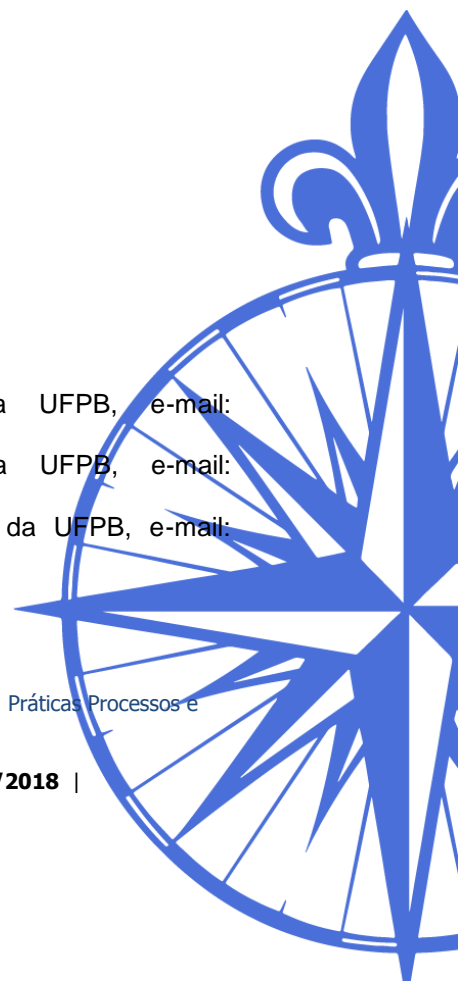 a UFPB, e-mail:
a UFPB, e-mail:
da UFPB, e-mail:
Práticas Processos e
/2018 |